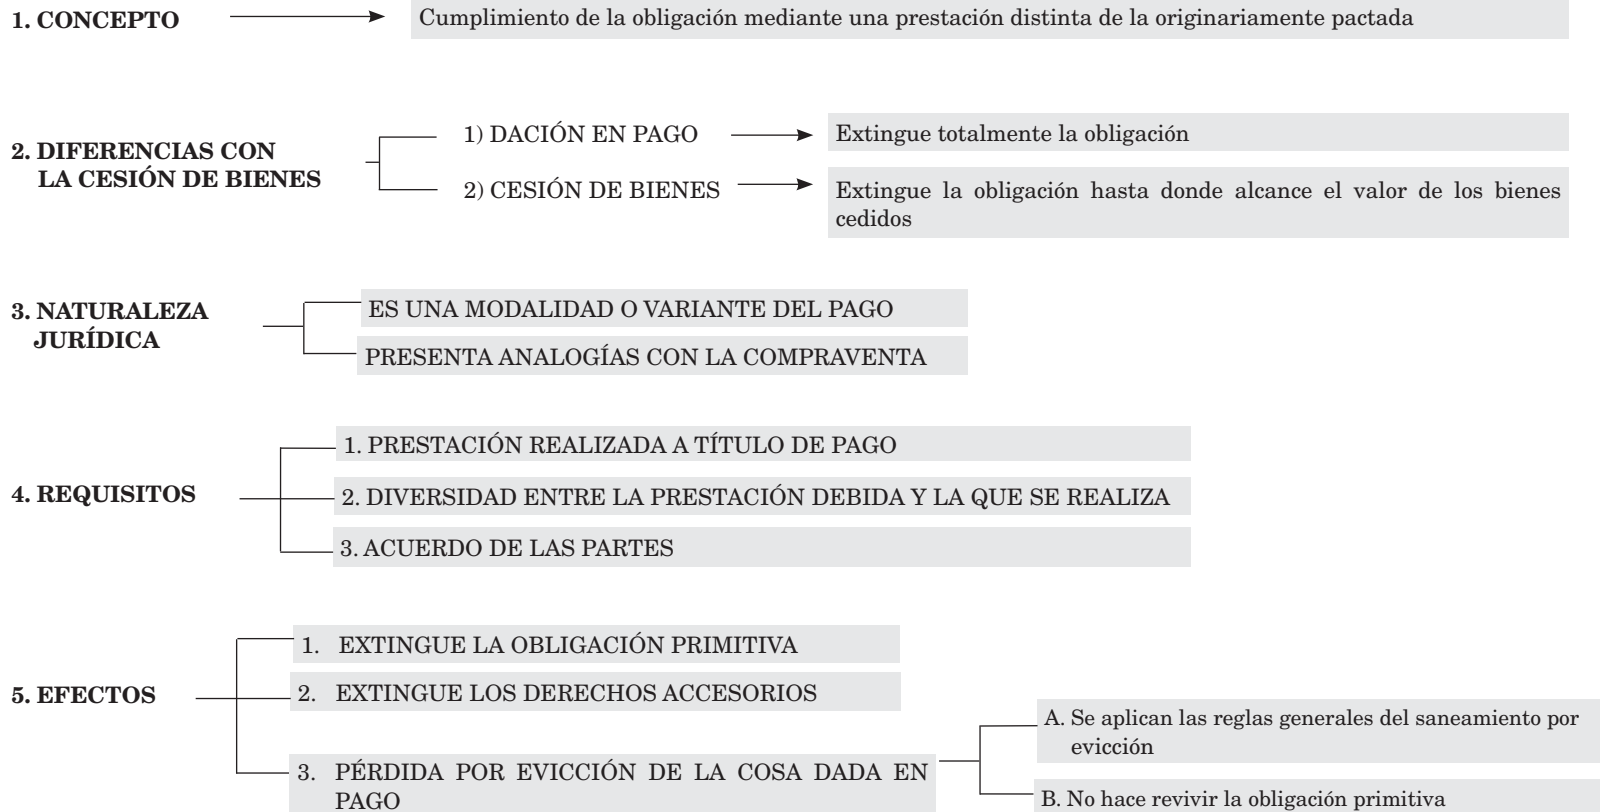 1. CONCEPTO
Cumplimiento de la obligación mediante una prestación distinta de la originariamente pactada
2. DIFERENCIAS CON
LA CESIÓN DE BIENES
1) DACIÓN EN PAGO
Extingue totalmente la obligación
2) CESIÓN DE BIENES
Extingue la obligación hasta donde alcance el valor de los bienes
cedidos
3. NATURALEZA
JURÍDICA
ES UNA MODALIDAD O VARIANTE DEL PAGO
PRESENTA ANALOGÍAS CON LA COMPRAVENTA
4. REQUISITOS
1. PRESTACIÓN REALIZADA A TÍTULO DE PAGO
2. DIVERSIDAD ENTRE LA PRESTACIÓN DEBIDA Y LA QUE SE REALIZA
3. ACUERDO DE LAS PARTES
5. EFECTOS
1. EXTINGUE LA OBLIGACIÓN PRIMITIVA
2. EXTINGUE LOS DERECHOS ACCESORIOS
3. PÉRDIDA POR EVICCIÓN DE LA COSA DADA EN
PAGO
A. Se aplican las reglas generales del saneamiento por
evicción
B. No hace revivir la obligación primitiva